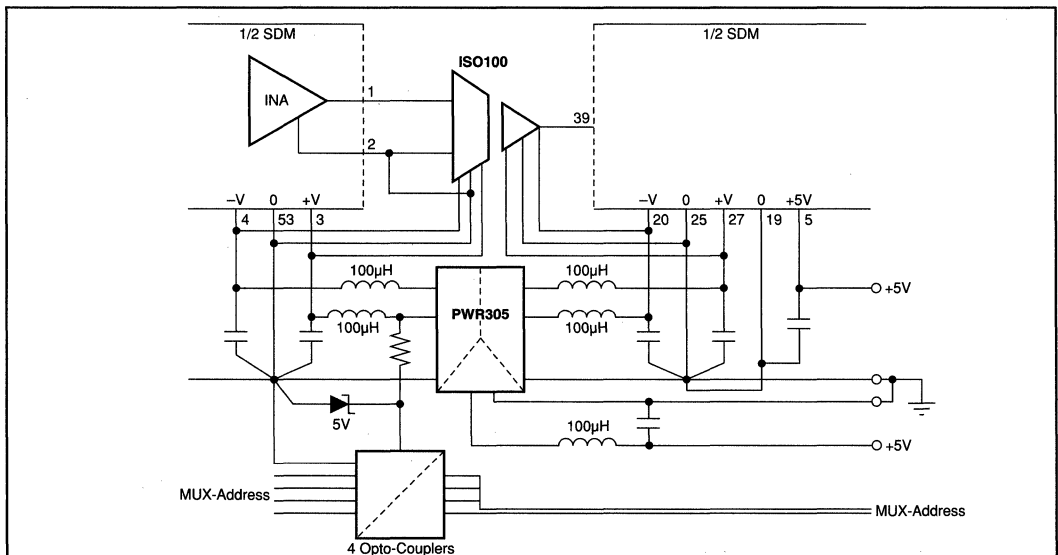 1/2 SDM
1/2 SDM
ISO100
INA
1
2
39
–V 0 +V
4 53 3
–V 0 +V 0 +5V
20 25 27 19 5
100µH
100µH
+5V
PWR305
100µH
100µH
5V
100µH
+5V
MUX-Address
MUX-Address
4 Opto-Couplers